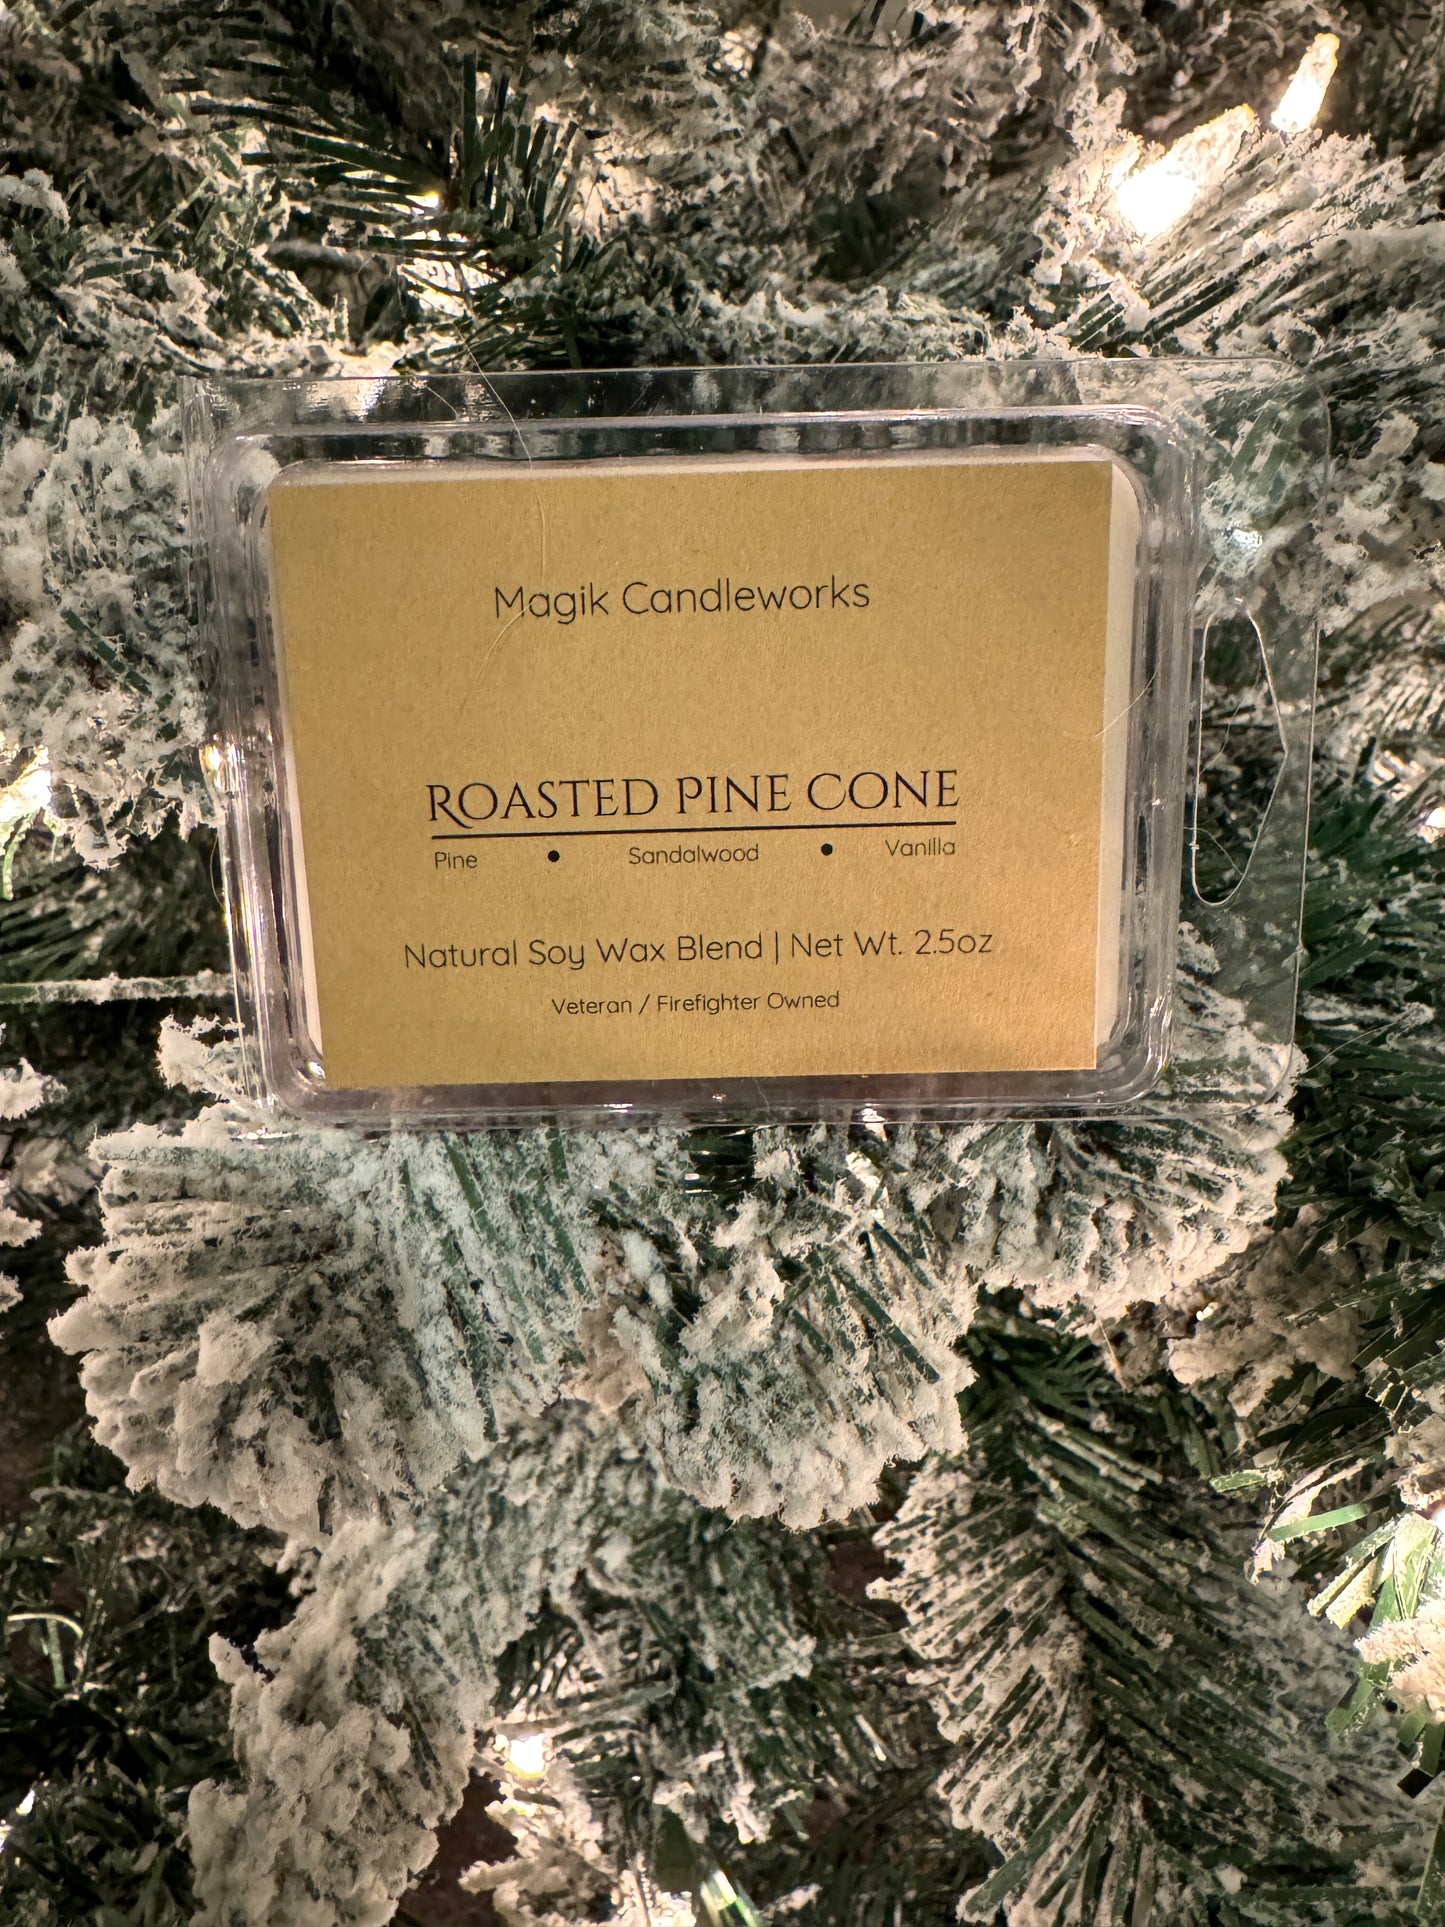 Magik Candleworks
ROASTED PINE CONE
Pine • Sandalwood • Vanilla
Natural Soy Wax Blend | Net Wt. 2.5oz
Veteran / Firefighter Owned